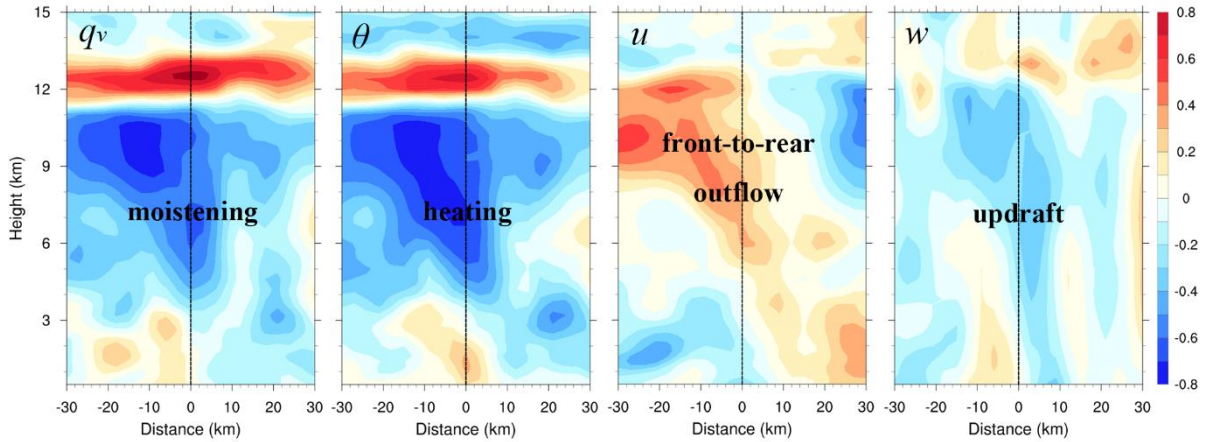 qv
θ
u
w
Height (km)
15
12
9
6
3
moistening
heating
front-to-rear
outflow
updraft
-30 -20 -10 0 10 20 30
-30 -20 -10 0 10 20 30
-30 -20 -10 0 10 20 30
-30 -20 -10 0 10 20 30
Distance (km)
Distance (km)
Distance (km)
Distance (km)
0.8
0.6
0.4
0.2
0
-0.2
-0.4
-0.6
-0.8